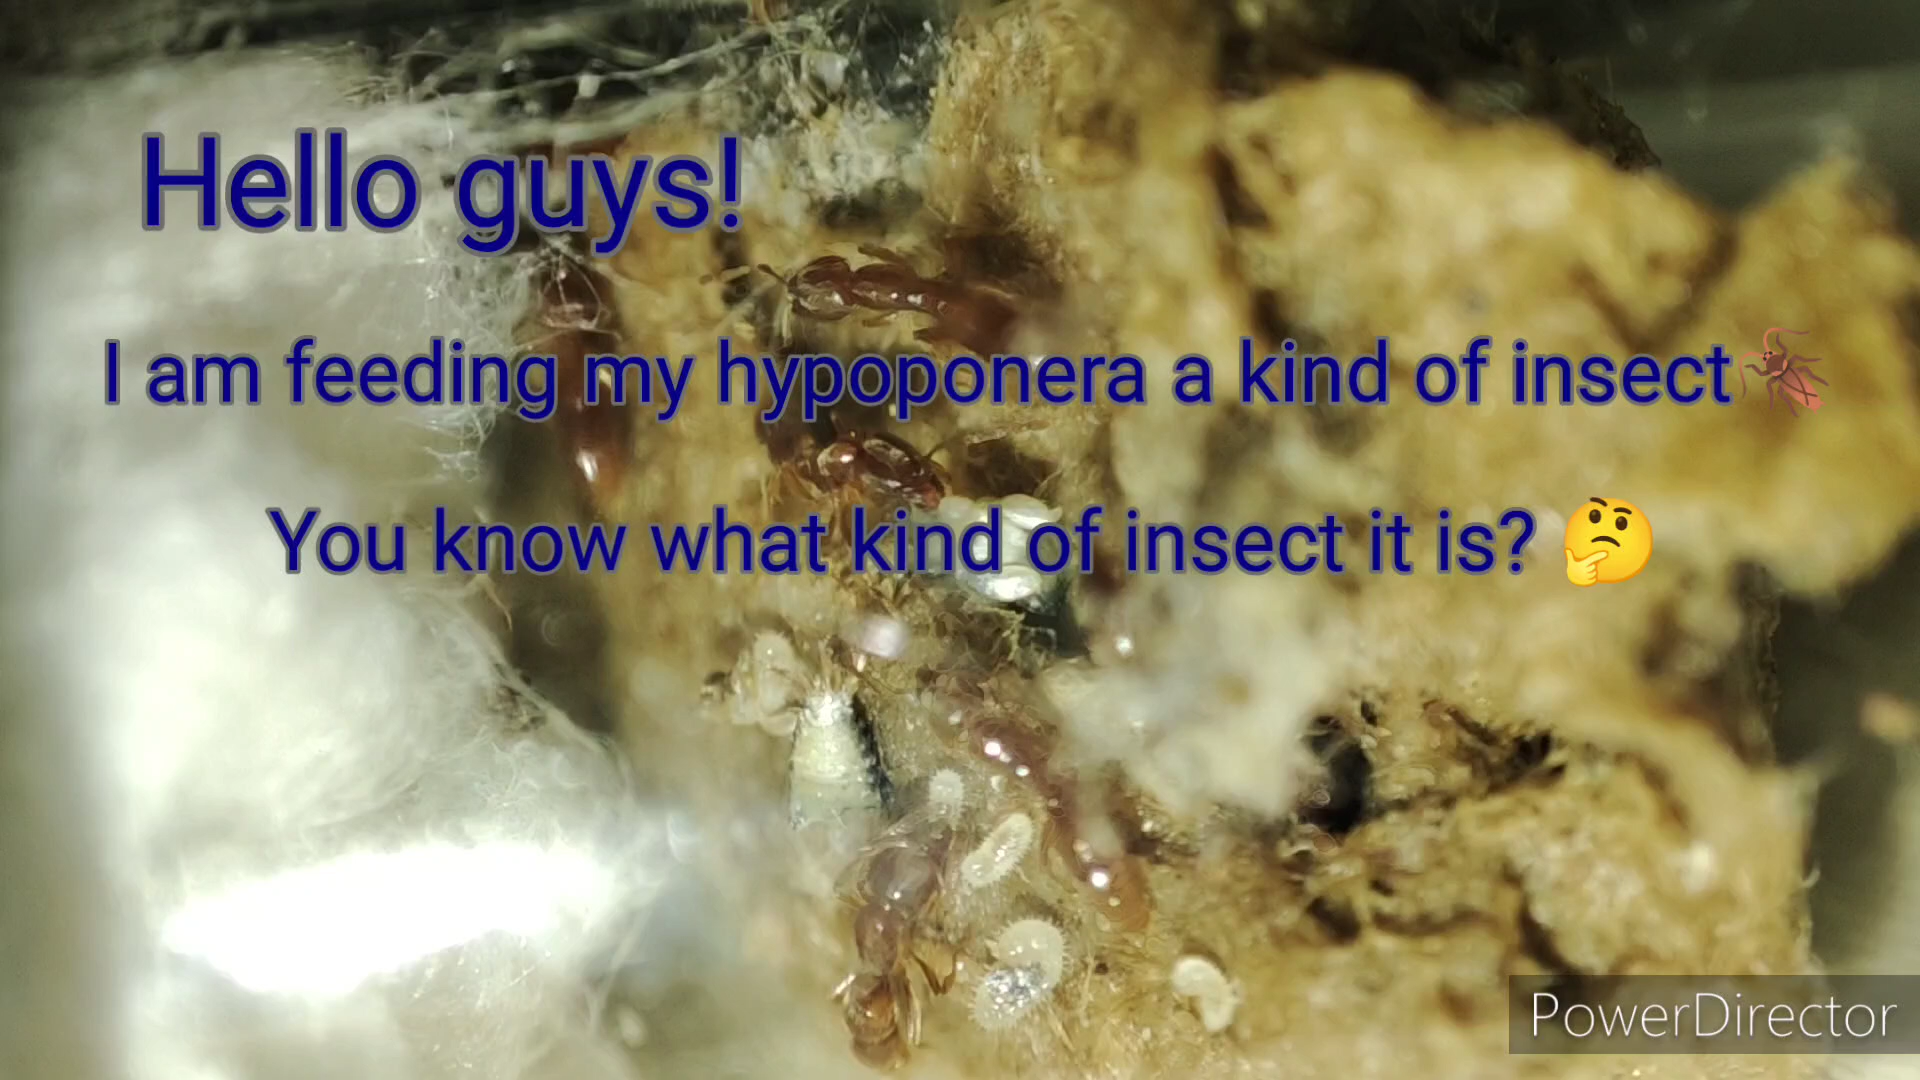 Hello guys!
I am feeding my hypoponera a kind of insect🪳
You know what kind of insect it is? 🤔
PowerDirector